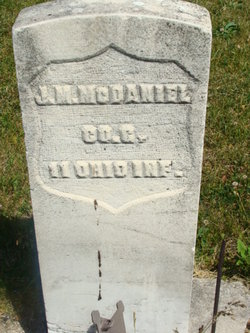 J.M.MCDANIEL
CO.C.
11 OHIO INF.